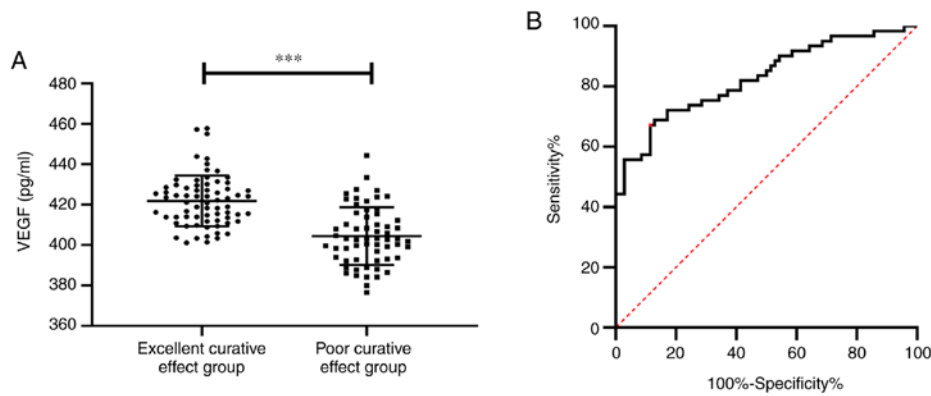 A
***
480
460
440
420
400
380
360
VEGF (pg/ml)
Excellent curative
effect group
Poor curative
effect group
B
100
80
60
40
20
0
Sensitivity%
0 20 40 60 80 100
100%-Specificity%